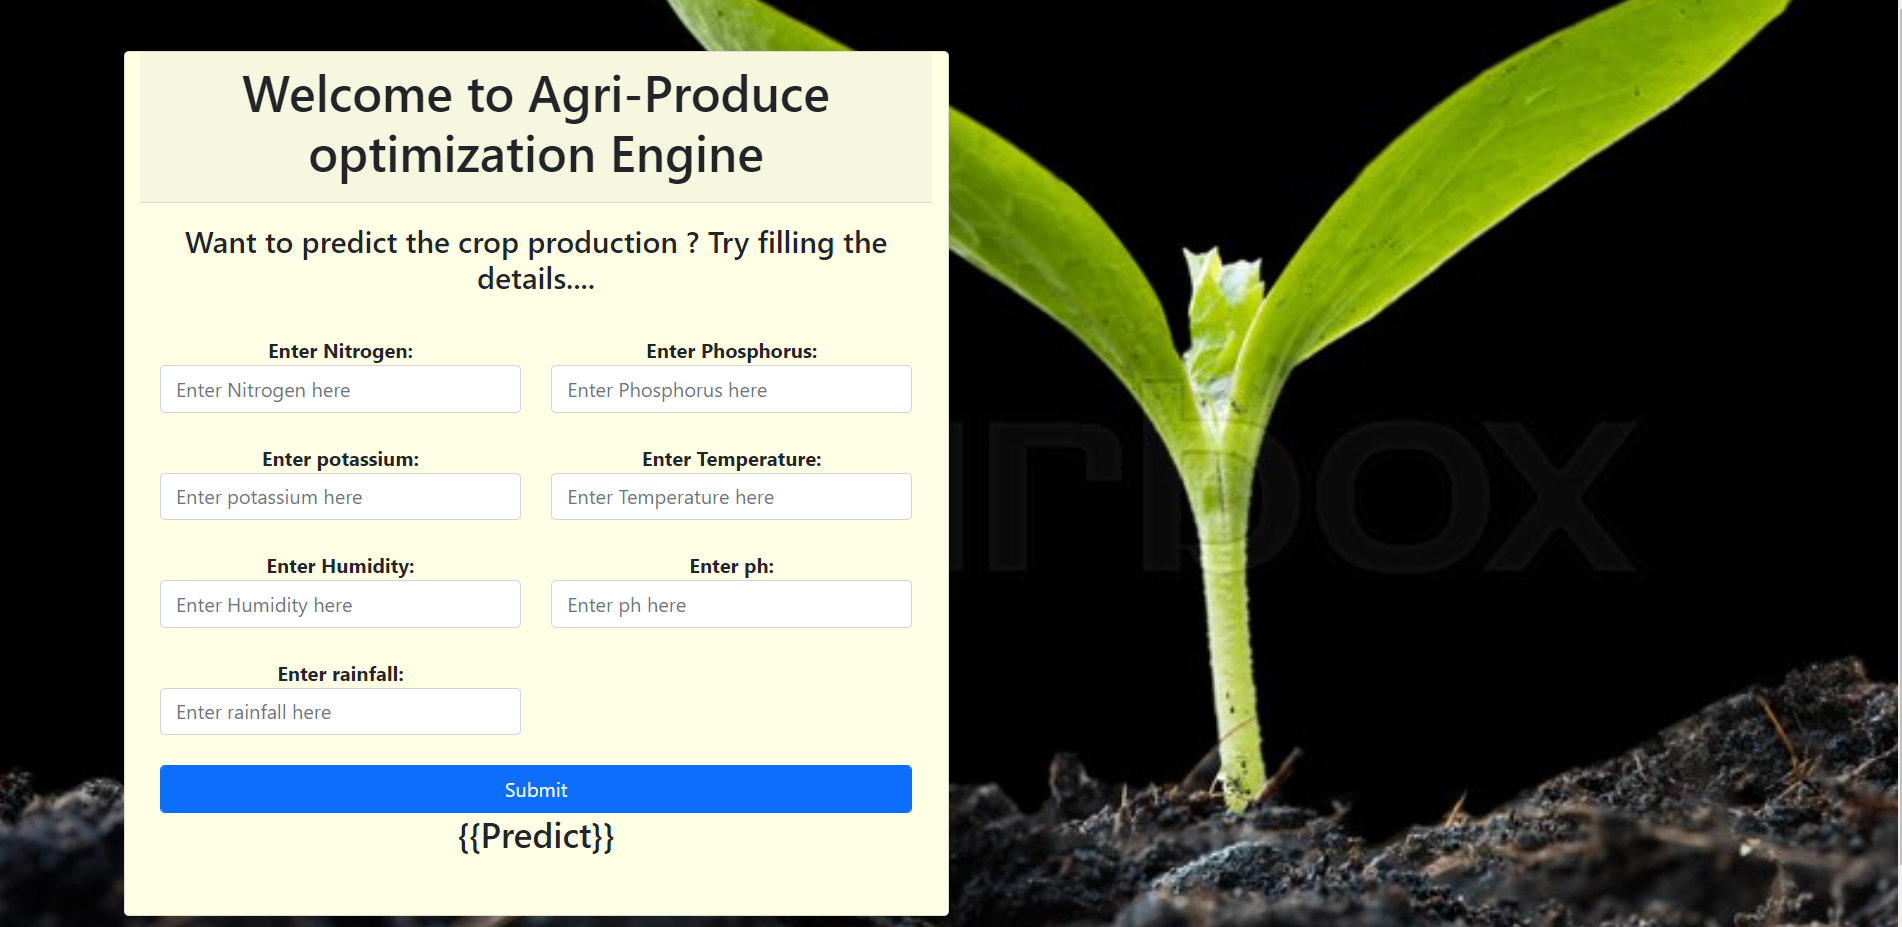 Welcome to Agri-Produce
optimization Engine
Want to predict the crop production ? Try filling the
details....
Enter Nitrogen:
Enter Nitrogen here
Enter Phosphorus:
Enter Phosphorus here
Enter potassium:
Enter potassium here
Enter Temperature:
Enter Temperature here
Enter Humidity:
Enter Humidity here
Enter ph:
Enter ph here
Enter rainfall:
Enter rainfall here
Submit
{{Predict}}